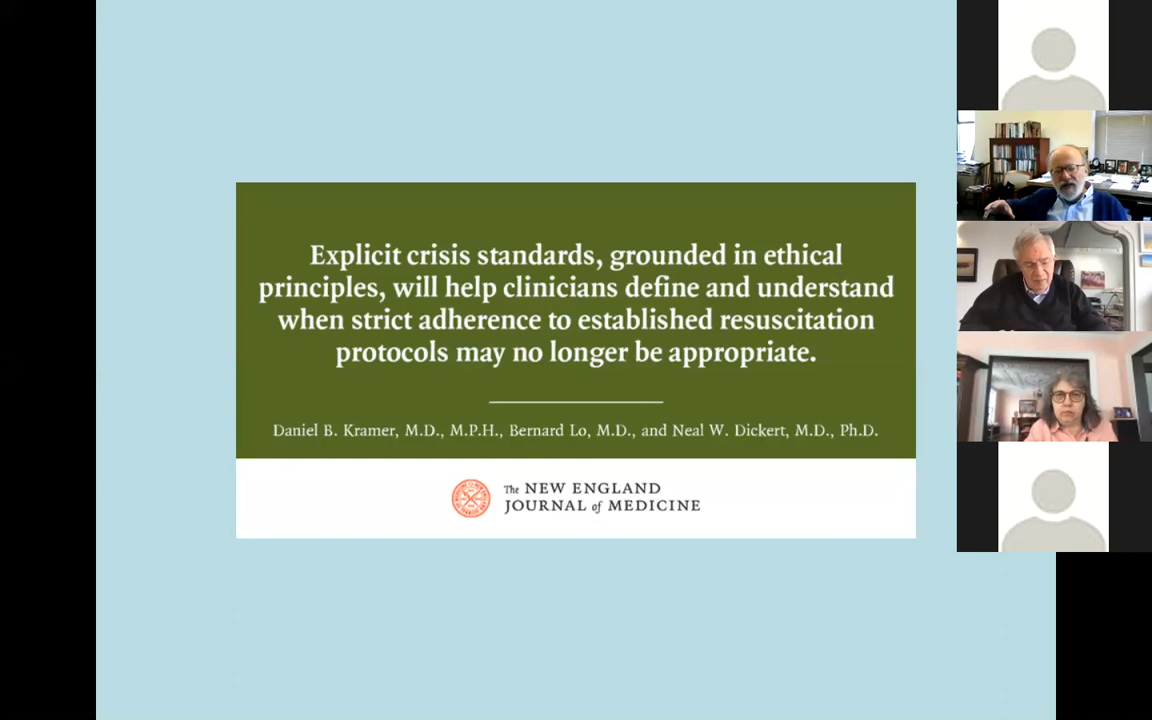 Explicit crisis standards, grounded in ethical
principles, will help clinicians define and understand
when strict adherence to established resuscitation
protocols may no longer be appropriate.
Daniel B. Kramer, M.D., M.P.H., Bernard Lo, M.D., and Neal W. Dickert, M.D., Ph.D.
The NEW ENGLAND
JOURNAL of MEDICINE